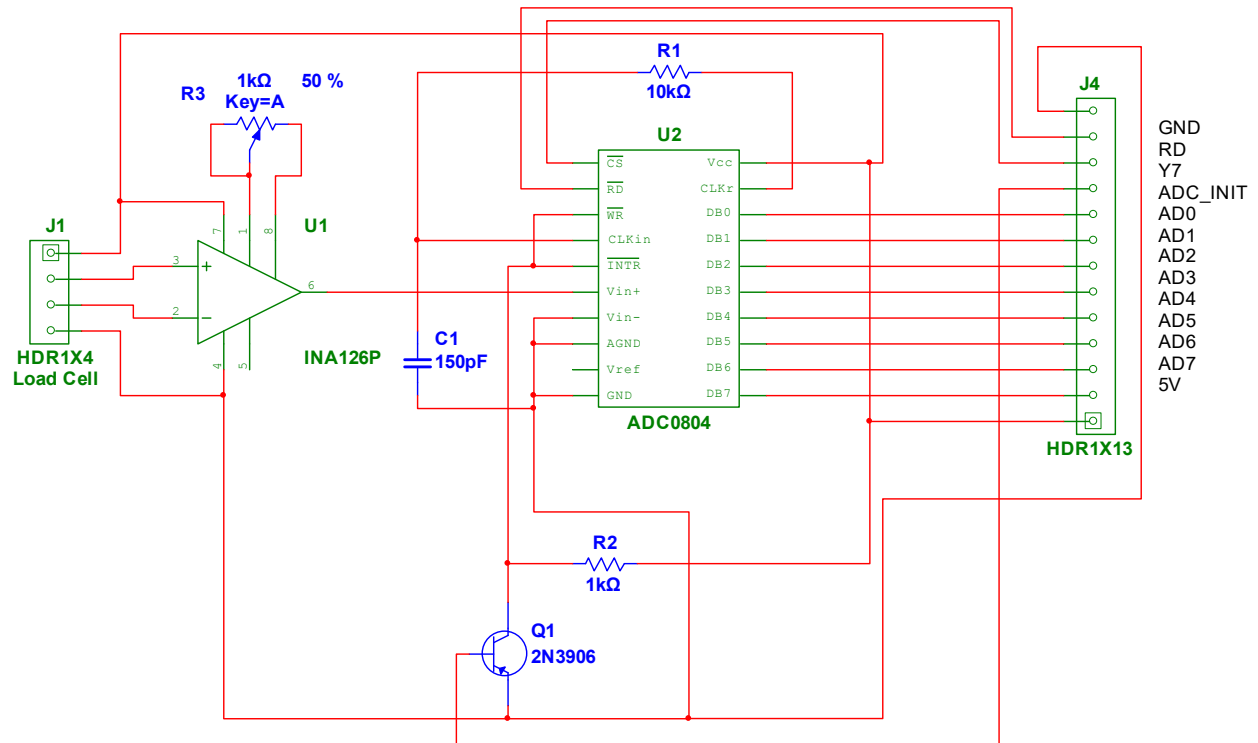 R1
10kΩ
1kΩ 50 %
Key=A
R3
J4
GND
RD
Y7
ADC_INIT
AD0
AD1
AD2
AD3
AD4
AD5
AD6
AD7
5V
HDR1X13
U2
CS
RD
WR
CLKin
INTR
Vin+
Vin-
AGND
Vref
GND
Vcc
CLKr
DB0
DB1
DB2
DB3
DB4
DB5
DB6
DB7
ADC0804
J1
HDR1X4
Load Cell
U1
7
1
8
3
+
2
−
6
4
5
INA126P
C1
150pF
R2
1kΩ
Q1
2N3906